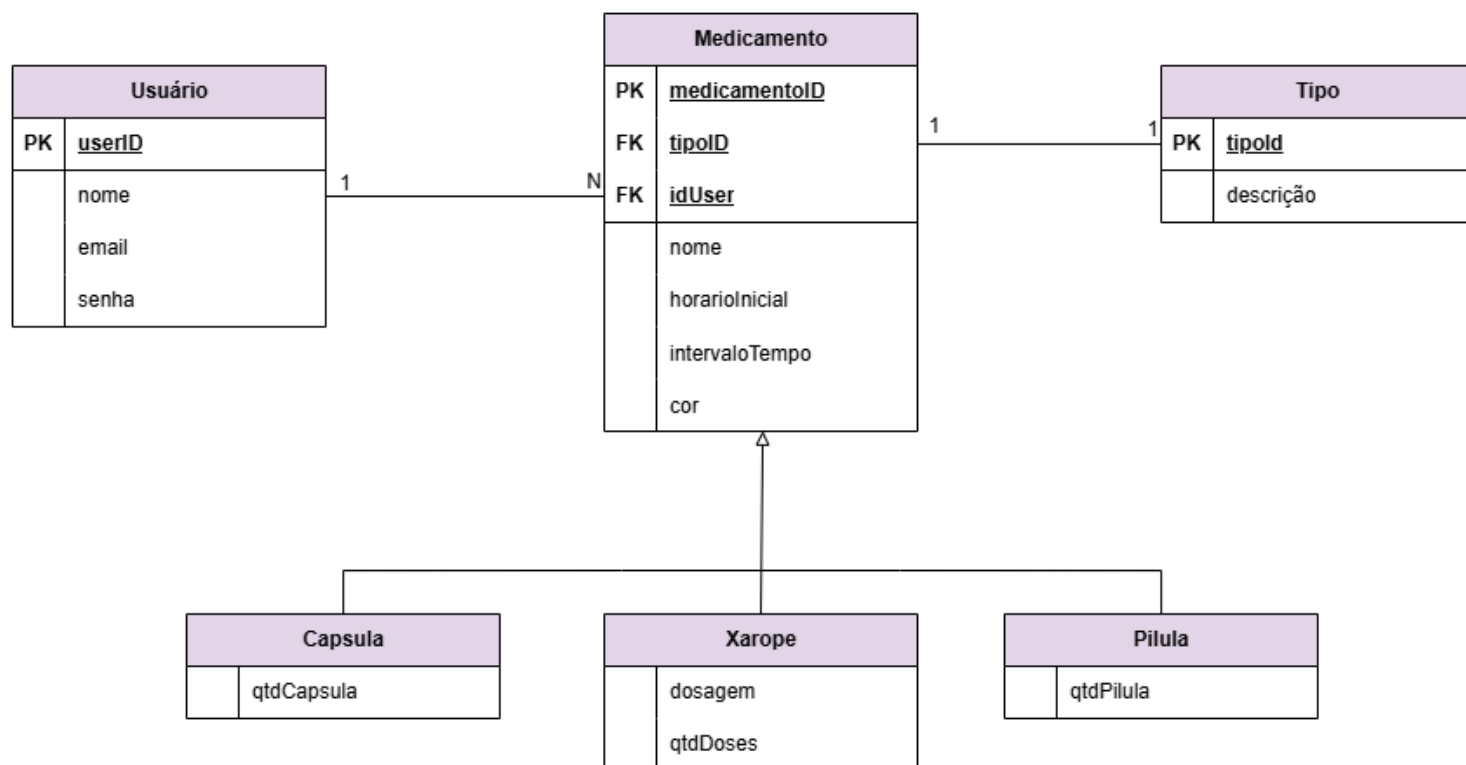 Usuário
PK userID
nome
email
senha
1
N
Medicamento
PK medicamentoID
FK tipoID
FK idUser
nome
horarioInicial
intervaloTempo
cor
1
1
Tipo
PK tipoId
descrição
Capsula
qtdCapsula
Xarope
dosagem
qtdDoses
Pilula
qtdPilula